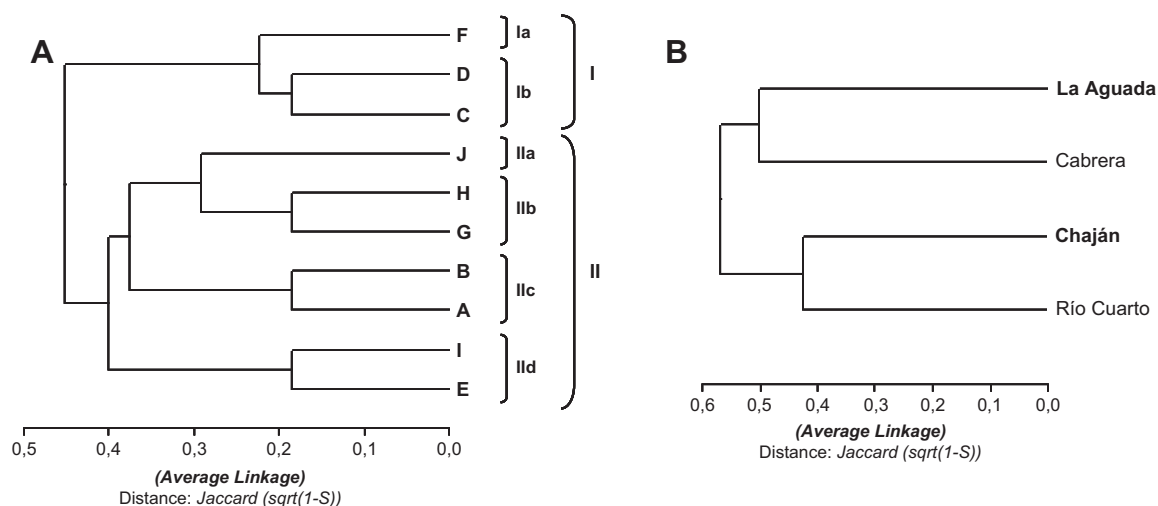 A
F
Ia
D
Ib
C
I
J
IIa
H
IIb
G
B
IIc
A
II
I
IId
E
0,5 0,4 0,3 0,2 0,1 0,0
(Average Linkage)
Distance: Jaccard (sqrt(1-S))
B
La Aguada
Cabrera
Chaján
Río Cuarto
0,6 0,5 0,4 0,3 0,2 0,1 0,0
(Average Linkage)
Distance: Jaccard (sqrt(1-S))